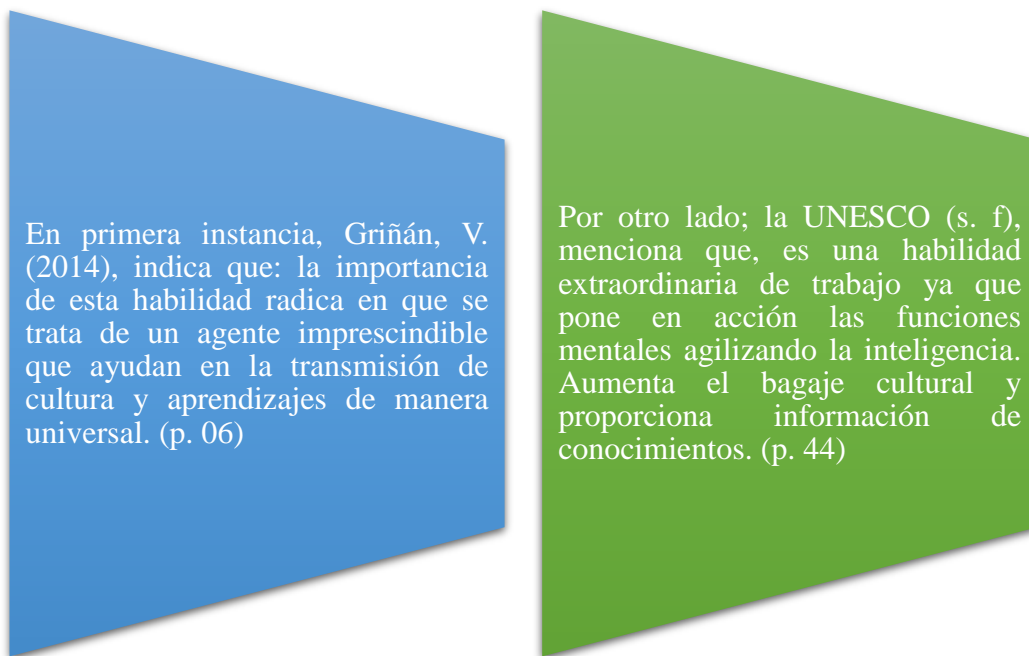 En primera instancia, Griñán, V.
(2014), indica que: la importancia
de esta habilidad radica en que se
trata de un agente imprescindible
que ayudan en la transmisión de
cultura y aprendizajes de manera
universal. (p. 06)
Por otro lado; la UNESCO (s. f),
menciona que, es una habilidad
extraordinaria de trabajo ya que
pone en acción las funciones
mentales agilizando la inteligencia.
Aumenta el bagaje cultural y
proporciona información de
conocimientos. (p. 44)